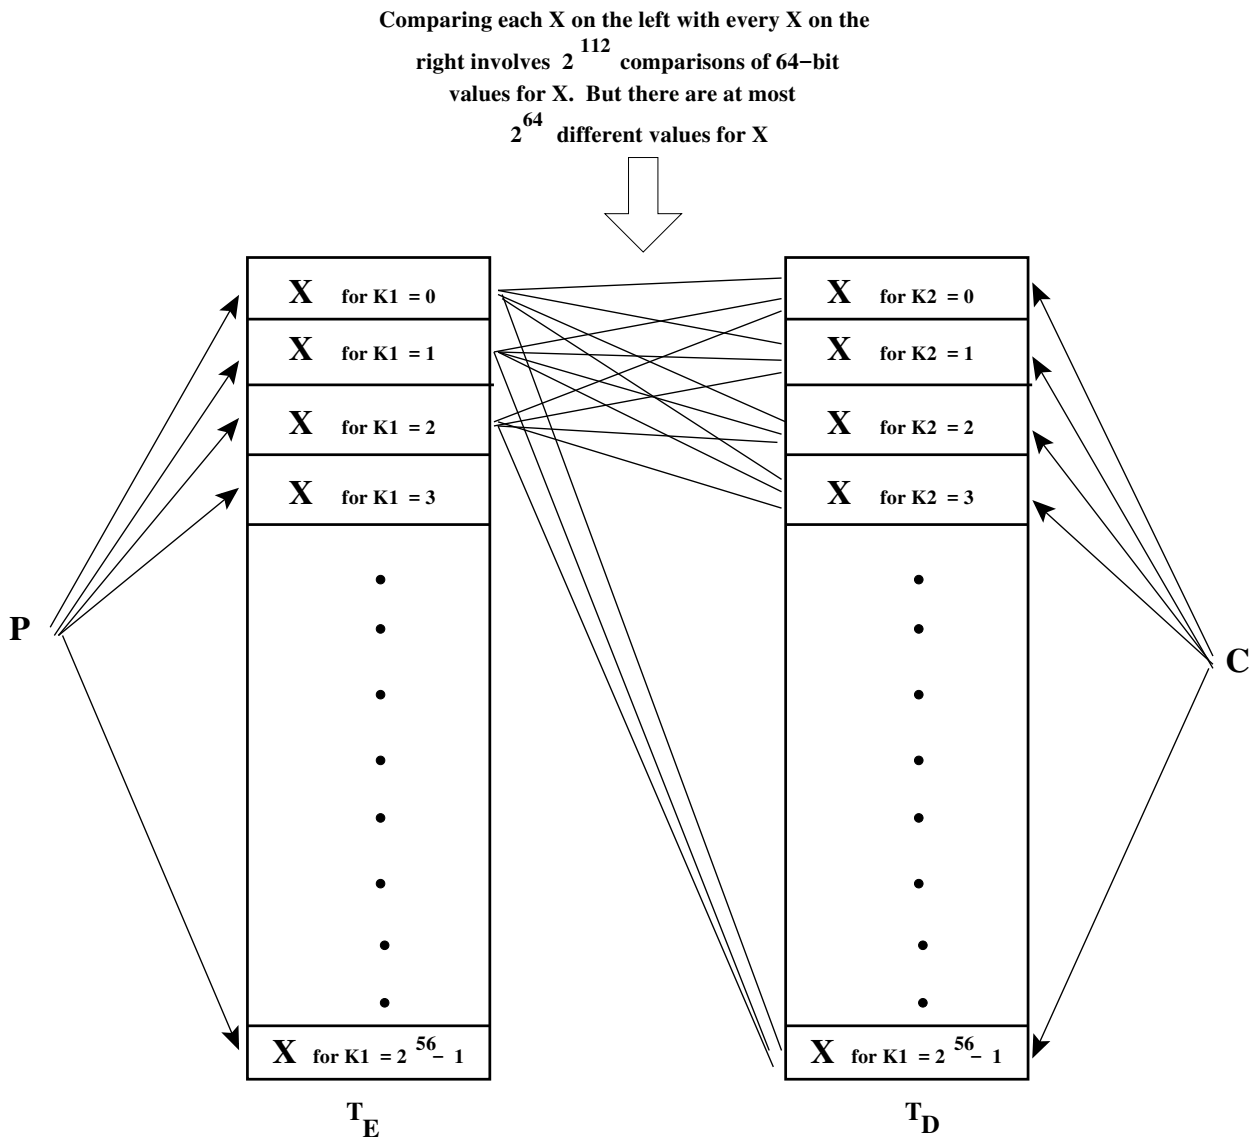 Comparing each X on the left with every X on the
right involves 2^112 comparisons of 64−bit
values for X. But there are at most
2^64 different values for X
X for K1 = 0
X for K2 = 0
X for K1 = 1
X for K2 = 1
X for K1 = 2
X for K2 = 2
X for K1 = 3
X for K2 = 3
P
C
X for K1 = 2^56 − 1
X for K1 = 2^56 − 1
T_E
T_D